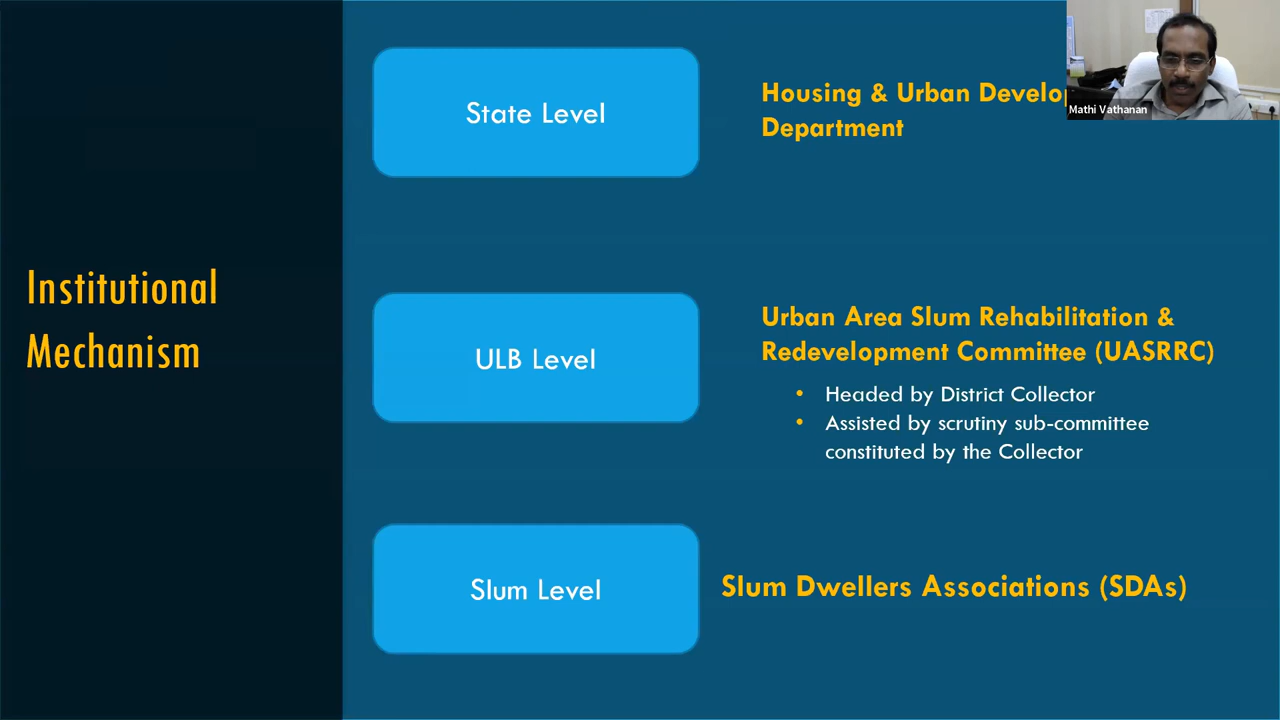 Institutional
Mechanism
State Level
Housing & Urban
Department
Mathi Vathanan
ULB Level
Urban Area Slum Rehabilitation &
Redevelopment Committee (UASRRC)
• Headed by District Collector
• Assisted by scrutiny sub-committee
constituted by the Collector
Slum Level
Slum Dwellers Associations (SDAs)